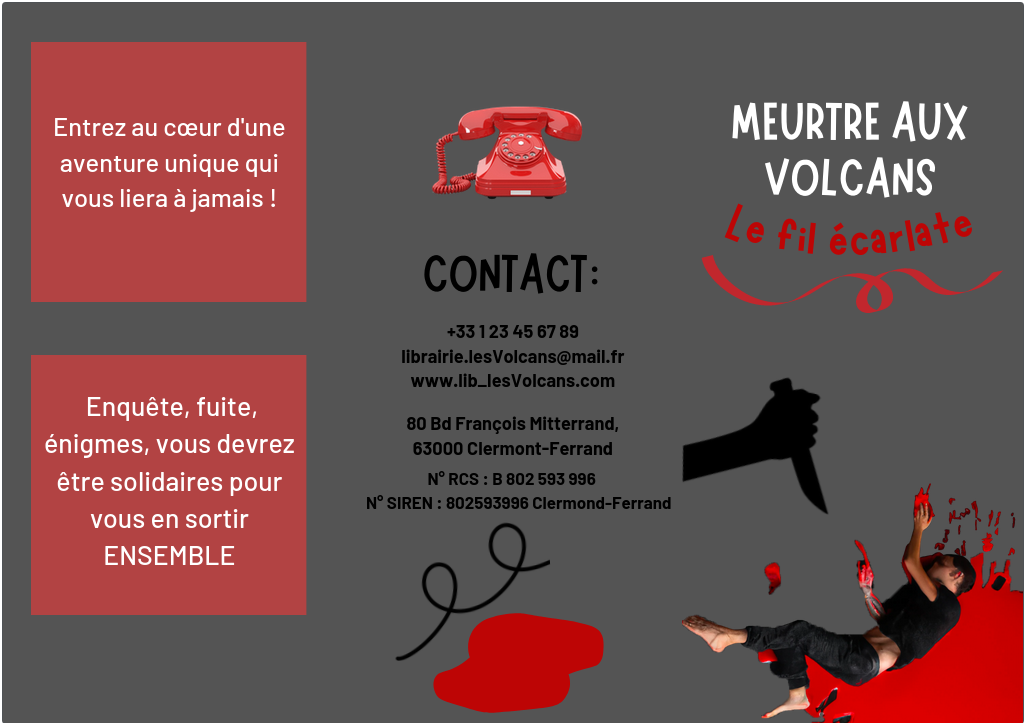 Entrez au cœur d'une
aventure unique qui
vous liera à jamais !
Enquête, fuite,
énigmes, vous devrez
être solidaires pour
vous en sortir
ENSEMBLE
CONTACT:
+33 1 23 45 67 89
librairie.lesVolcans@mail.fr
www.lib_lesVolcans.com
80 Bd François Mitterrand,
63000 Clermont-Ferrand
N° RCS : B 802 593 996
N° SIREN : 802593996 Clermond-Ferrand
MEURTRE AUX
VOLCANS
Le fil écarlate